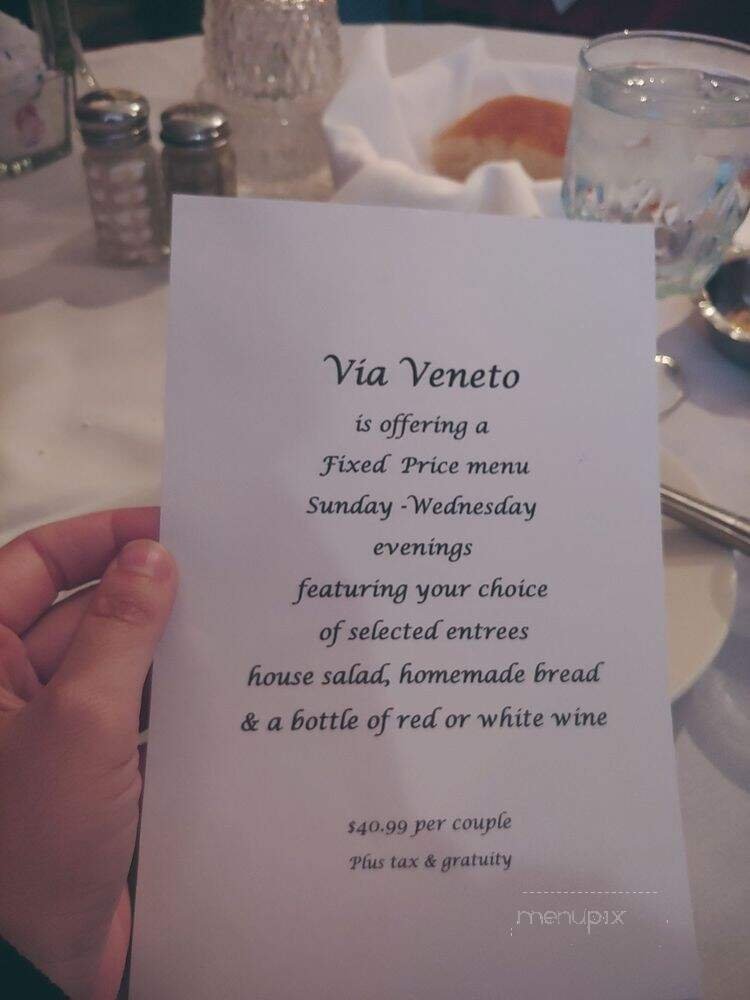 Via Veneto
is offering a
Fixed Price menu
Sunday -Wednesday
evenings
featuring your choice
of selected entrees
house salad, homemade bread
& a bottle of red or white wine
$40.99 per couple
Plus tax & gratuity
menupix